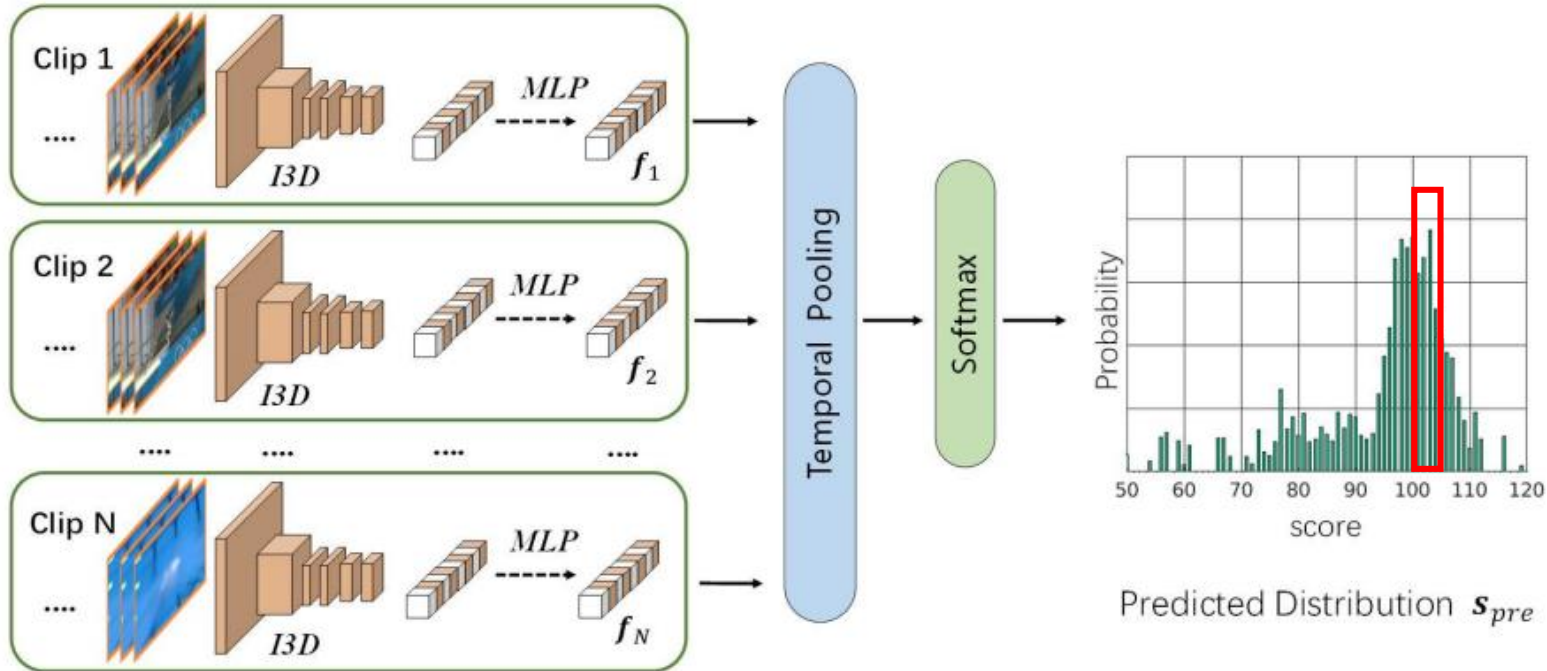 Clip 1
....
I3D
MLP
f1
Clip 2
....
I3D
MLP
f2
.... .... .... ....
Clip N
....
I3D
MLP
fN
Temporal Pooling
Softmax
Probability
50 60 70 80 90 100 110 120
score
Predicted Distribution spre